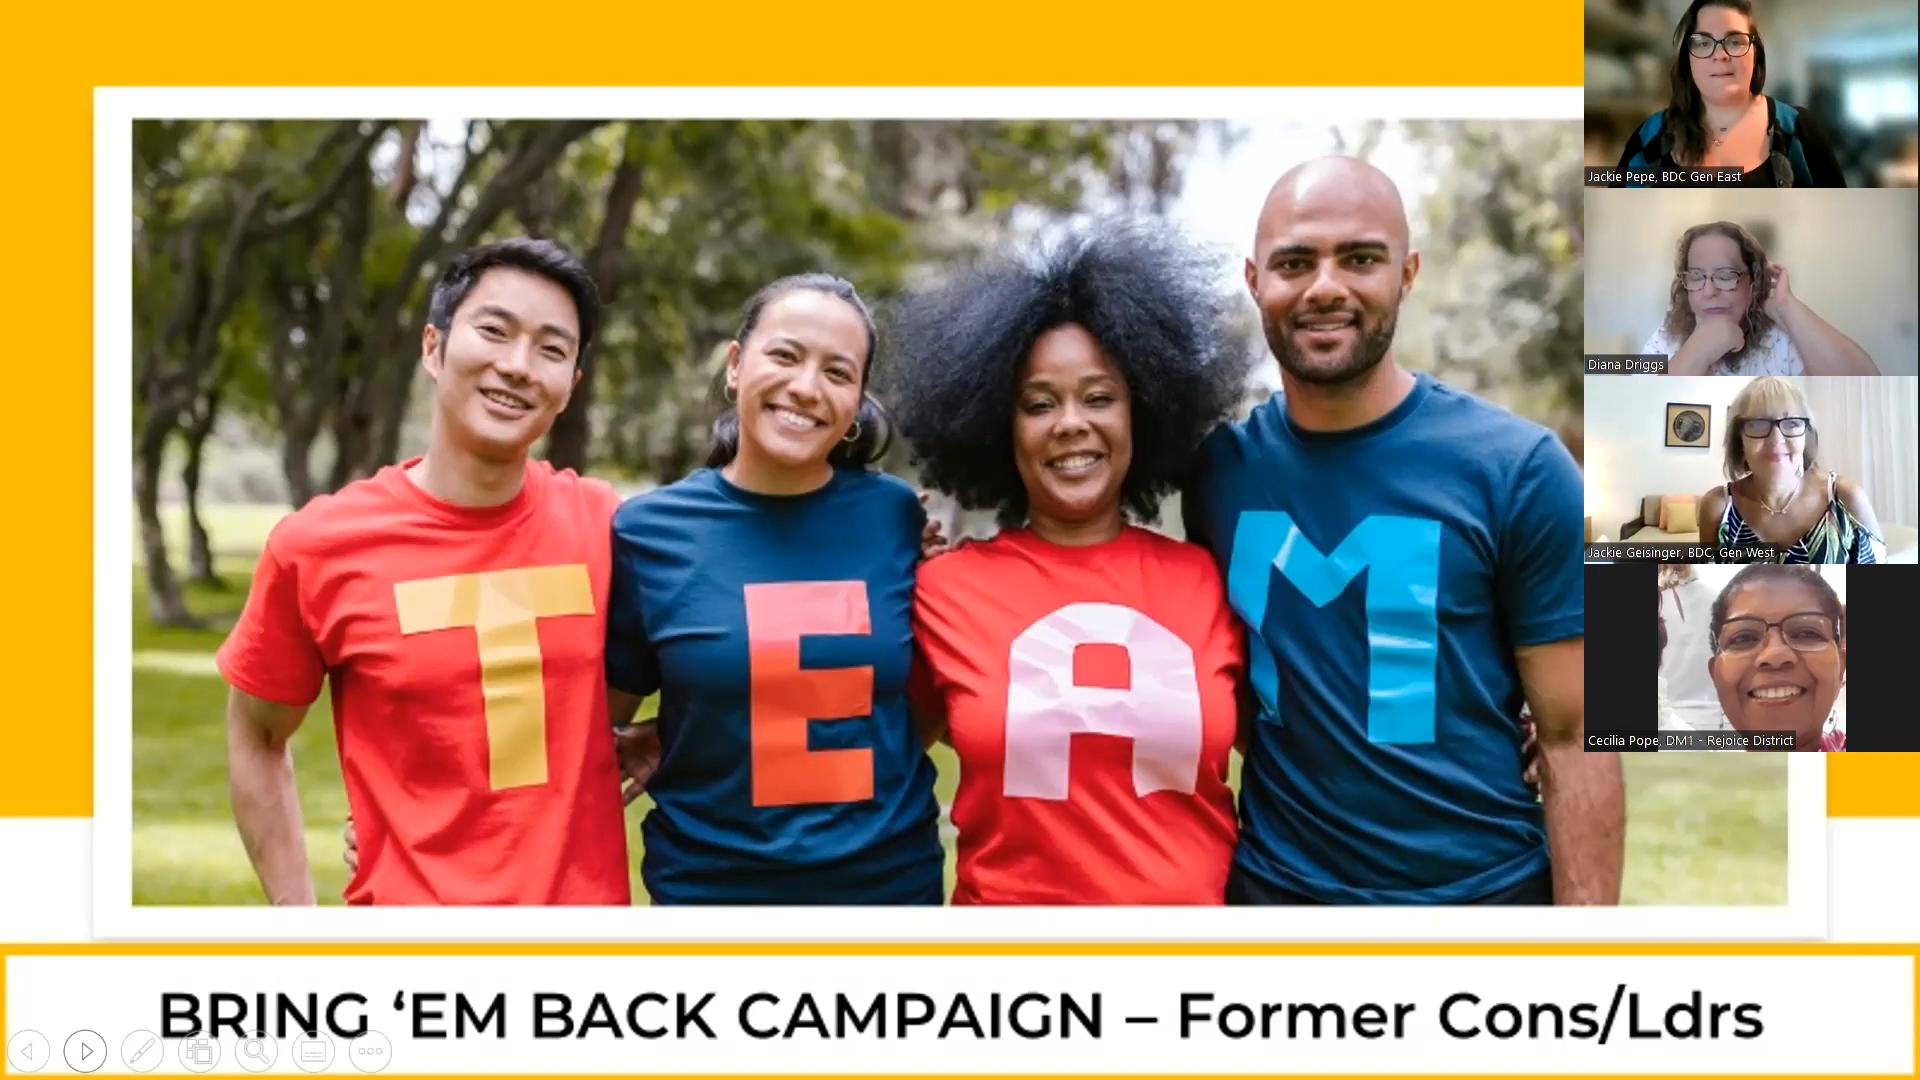 Jackie Pepe, BDC Gen East
Diana Driggs
Jackie Geisinger, BDC, Gen West
Cecilia Pope, DM1 - Rejoice District
T E A M
BRING ‘EM BACK CAMPAIGN – Former Cons/Ldrs